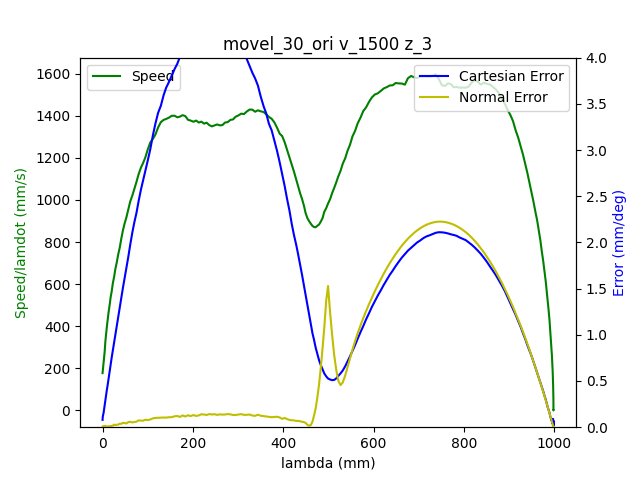 movel_30_ori v_1500 z_3
Speed
Cartesian Error
Normal Error
Speed/lamdot (mm/s)
1600
1400
1200
1000
800
600
400
200
0
4.0
3.5
3.0
2.5
2.0
1.5
1.0
0.5
0.0
Error (mm/deg)
0 200 400 600 800 1000
lambda (mm)